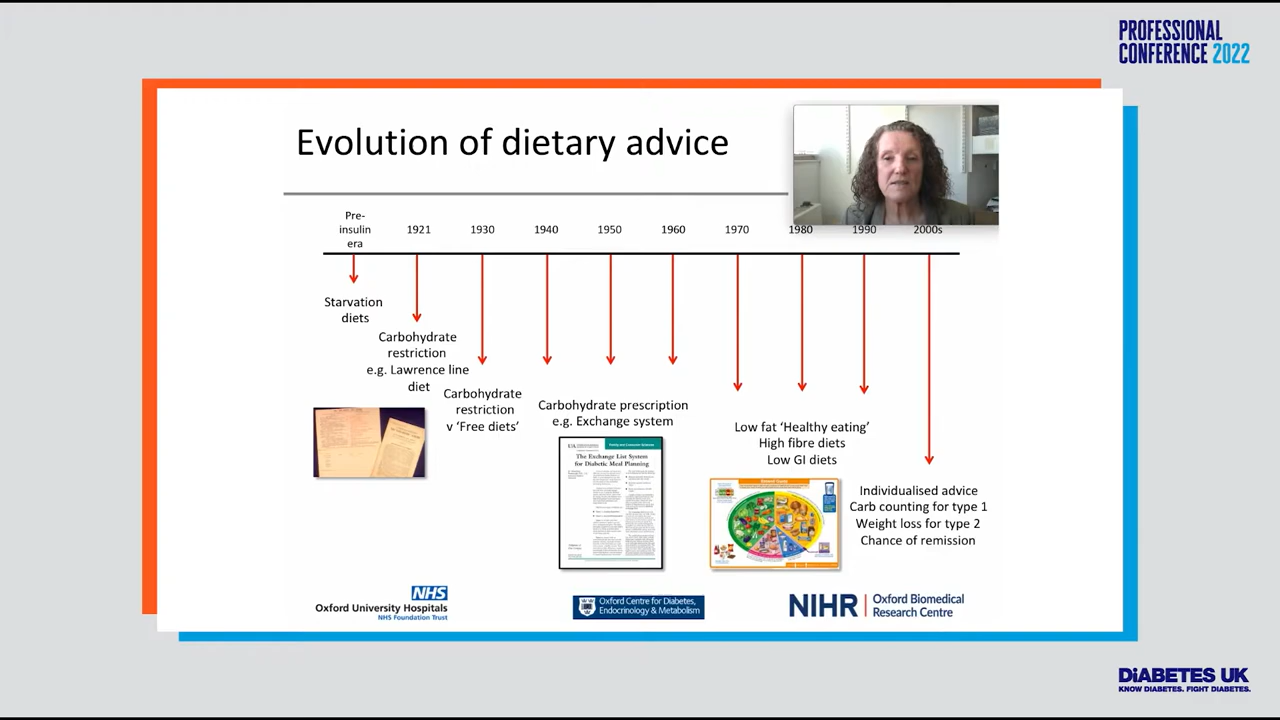 PROFESSIONAL
CONFERENCE 2022
Evolution of dietary advice
Pre-
insulin
era
1921
1930
1940
1950
1960
1970
1980
1990
2000s
Starvation
diets
Carbohydrate
restriction
e.g. Lawrence line
diet
Carbohydrate
restriction
v ‘Free diets’
Carbohydrate prescription
e.g. Exchange system
The Exchange List System
for Diabetic Meal Planning
Low fat ‘Healthy eating’
High fibre diets
Low GI diets
Individualised advice
Carb counting for type 1
Weight loss for type 2
Chance of remission
NHS
Oxford University Hospitals
NHS Foundation Trust
Oxford Centre for Diabetes,
Endocrinology & Metabolism
NIHR
Oxford Biomedical
Research Centre
DiABETES UK
KNOW DIABETES. FIGHT DIABETES.